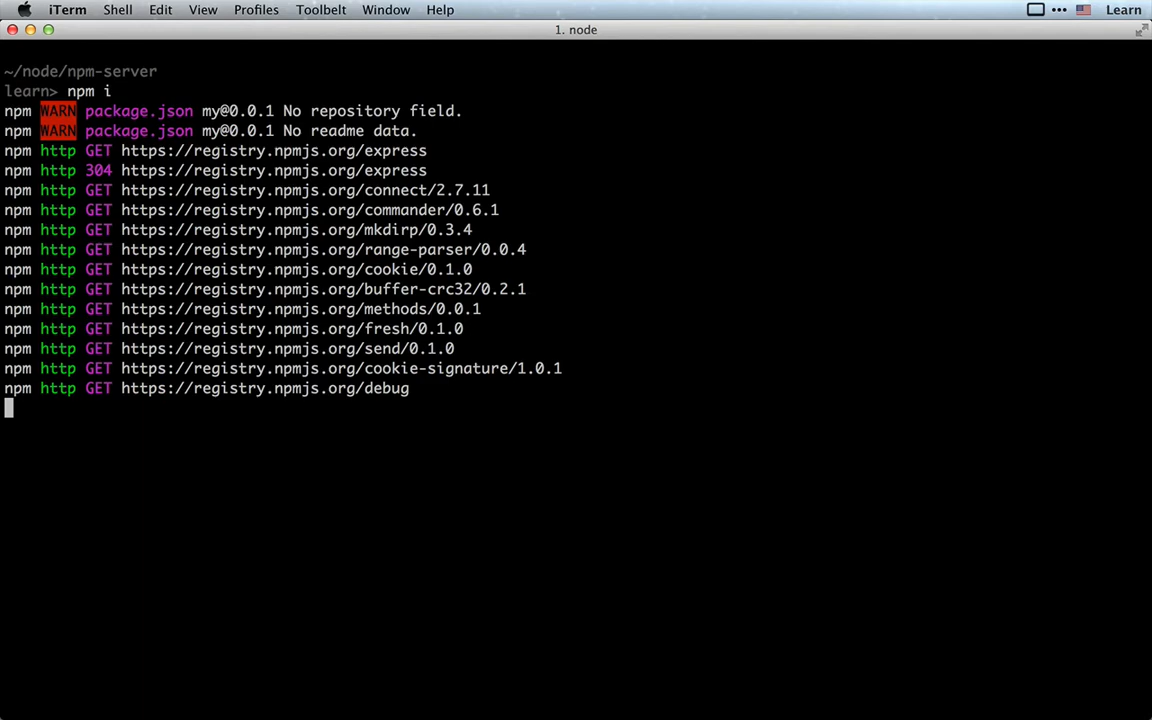 iTerm Shell Edit View Profiles Toolbelt Window Help Learn
1. node
~/node/npm-server
learn> npm i
npm WARN package.json my@0.0.1 No repository field.
npm WARN package.json my@0.0.1 No readme data.
npm http GET https://registry.npmjs.org/express
npm http 304 https://registry.npmjs.org/express
npm http GET https://registry.npmjs.org/connect/2.7.11
npm http GET https://registry.npmjs.org/commander/0.6.1
npm http GET https://registry.npmjs.org/mkdirp/0.3.4
npm http GET https://registry.npmjs.org/range-parser/0.0.4
npm http GET https://registry.npmjs.org/cookie/0.1.0
npm http GET https://registry.npmjs.org/buffer-crc32/0.2.1
npm http GET https://registry.npmjs.org/methods/0.0.1
npm http GET https://registry.npmjs.org/fresh/0.1.0
npm http GET https://registry.npmjs.org/send/0.1.0
npm http GET https://registry.npmjs.org/cookie-signature/1.0.1
npm http GET https://registry.npmjs.org/debug